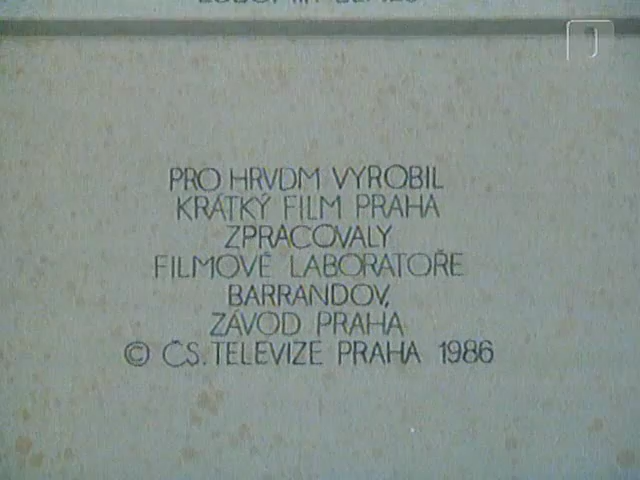 PRO HRVDM VYROBIL
KRÁTKÝ FILM PRAHA
ZPRACOVALY
FILMOVÉ LABORATOŘE
BARRANDOV,
ZÁVOD PRAHA
© ČS. TELEVIZE PRAHA 1986